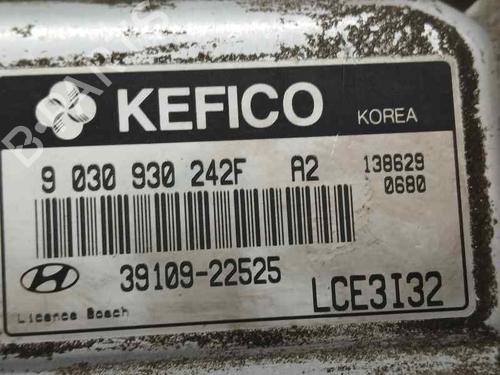 KEFICO KOREA
9 030 930 242F A2 138629
0680
39109-22525
LCE3I32
Licence Bosch